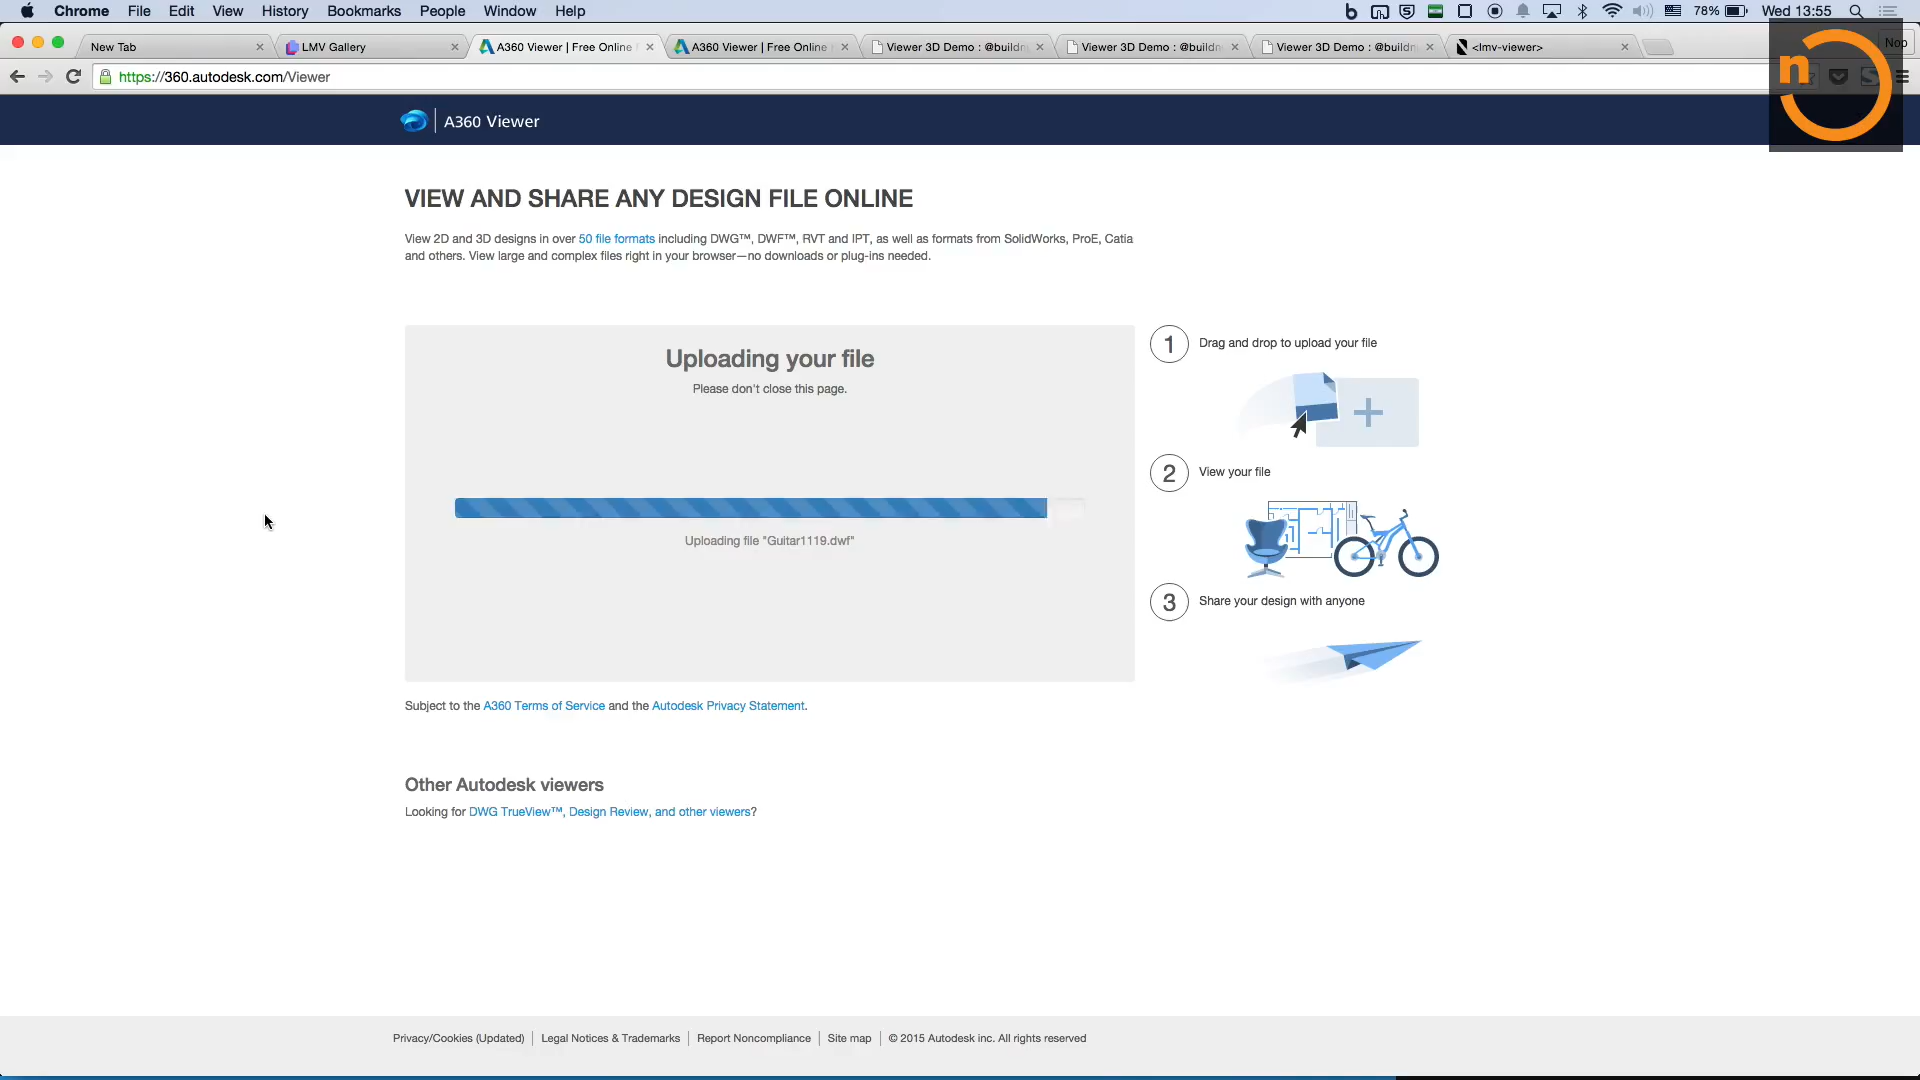 Chrome File Edit View History Bookmarks People Window Help
78% Wed 13:55
New Tab
LMV Gallery
A360 Viewer | Free Online
A360 Viewer | Free Online
Viewer 3D Demo : @buildn
Viewer 3D Demo : @buildn
Viewer 3D Demo : @buildn
<lmv-viewer>
Nop
https://360.autodesk.com/Viewer
n
A360 Viewer
VIEW AND SHARE ANY DESIGN FILE ONLINE
View 2D and 3D designs in over 50 file formats including DWG™, DWF™, RVT and IPT, as well as formats from SolidWorks, ProE, Catia
and others. View large and complex files right in your browser—no downloads or plug-ins needed.
Uploading your file
Please don't close this page.
Uploading file "Guitar1119.dwf"
1 Drag and drop to upload your file
2 View your file
3 Share your design with anyone
Subject to the A360 Terms of Service and the Autodesk Privacy Statement.
Other Autodesk viewers
Looking for DWG TrueView™, Design Review, and other viewers?
Privacy/Cookies (Updated) | Legal Notices & Trademarks | Report Noncompliance | Site map | © 2015 Autodesk inc. All rights reserved